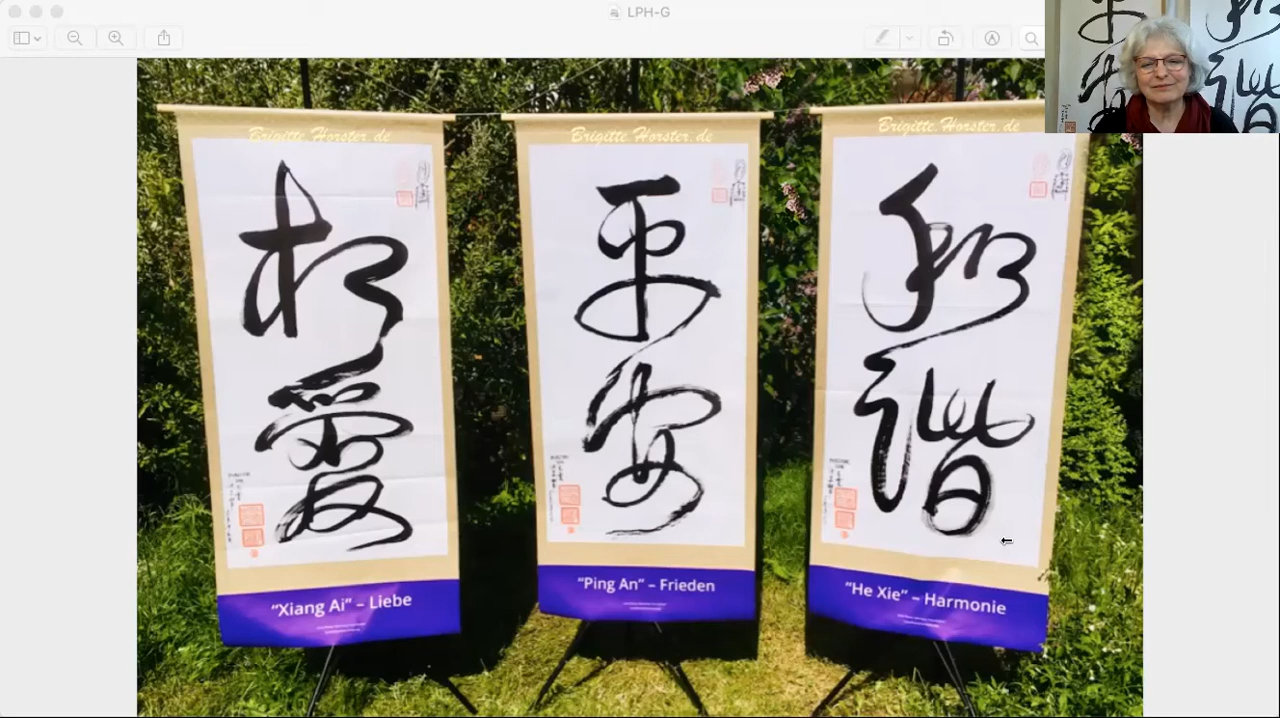 LPH-G
Brigitte.Horster.de
相愛
"Xiang Ai" – Liebe
Brigitte.Horster.de
平安
"Ping An" – Frieden
Brigitte.Horster.de
和諧
"He Xie" – Harmonie